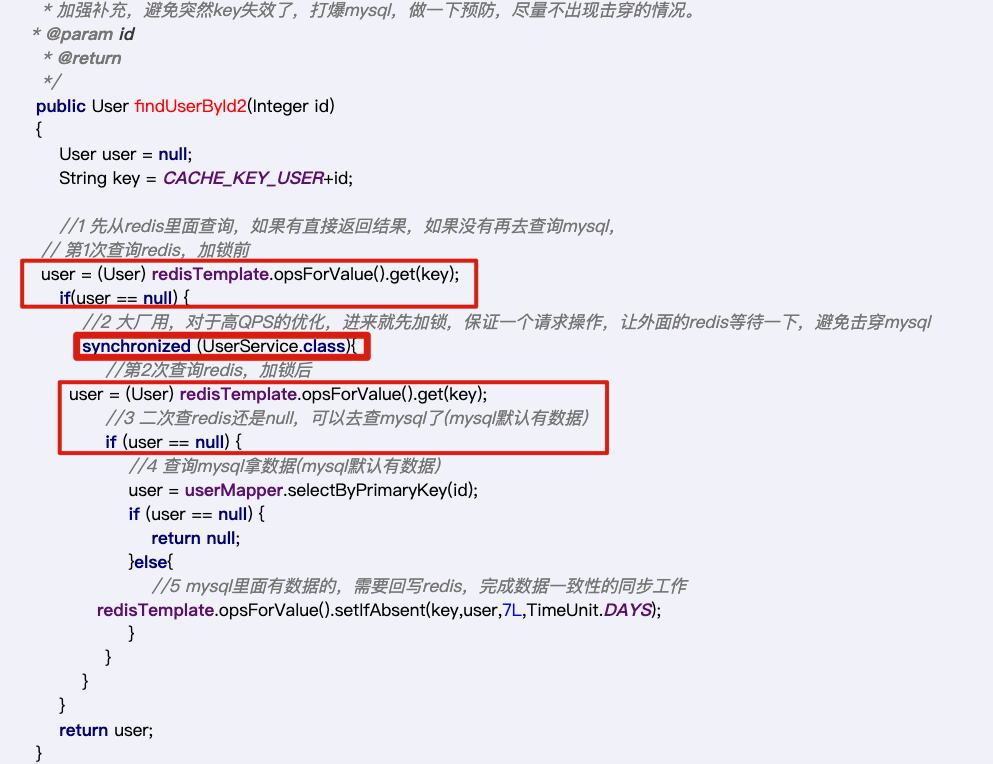 * 加强补充，避免突然key失效了，打爆mysql，做一下预防，尽量不出现击穿的情况。
* @param id
* @return
*/
public User findUserById2(Integer id)
{
User user = null;
String key = CACHE_KEY_USER+id;
//1 先从redis里面查询，如果有直接返回结果，如果没有再去查询mysql，
// 第1次查询redis，加锁前
user = (User) redisTemplate.opsForValue().get(key);
if(user == null) {
//2 大厂用，对于高QPS的优化，进来就先加锁，保证一个请求操作，让外面的redis等待一下，避免击穿mysql
synchronized (UserService.class){
//第2次查询redis，加锁后
user = (User) redisTemplate.opsForValue().get(key);
//3 二次查redis还是null，可以去查mysql了(mysql默认有数据)
if (user == null) {
//4 查询mysql拿数据(mysql默认有数据)
user = userMapper.selectByPrimaryKey(id);
if (user == null) {
return null;
}else{
//5 mysql里面有数据的，需要回写redis，完成数据一致性的同步工作
redisTemplate.opsForValue().setIfAbsent(key,user,7L,TimeUnit.DAYS);
}
}
}
}
return user;
}